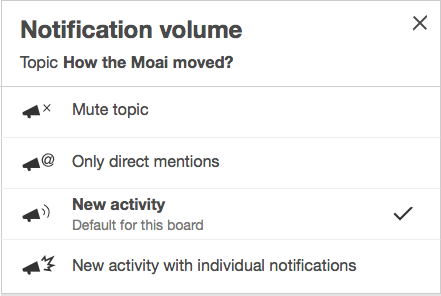 Notification volume
Topic How the Moai moved?
Mute topic
@ Only direct mentions
New activity
Default for this board
New activity with individual notifications